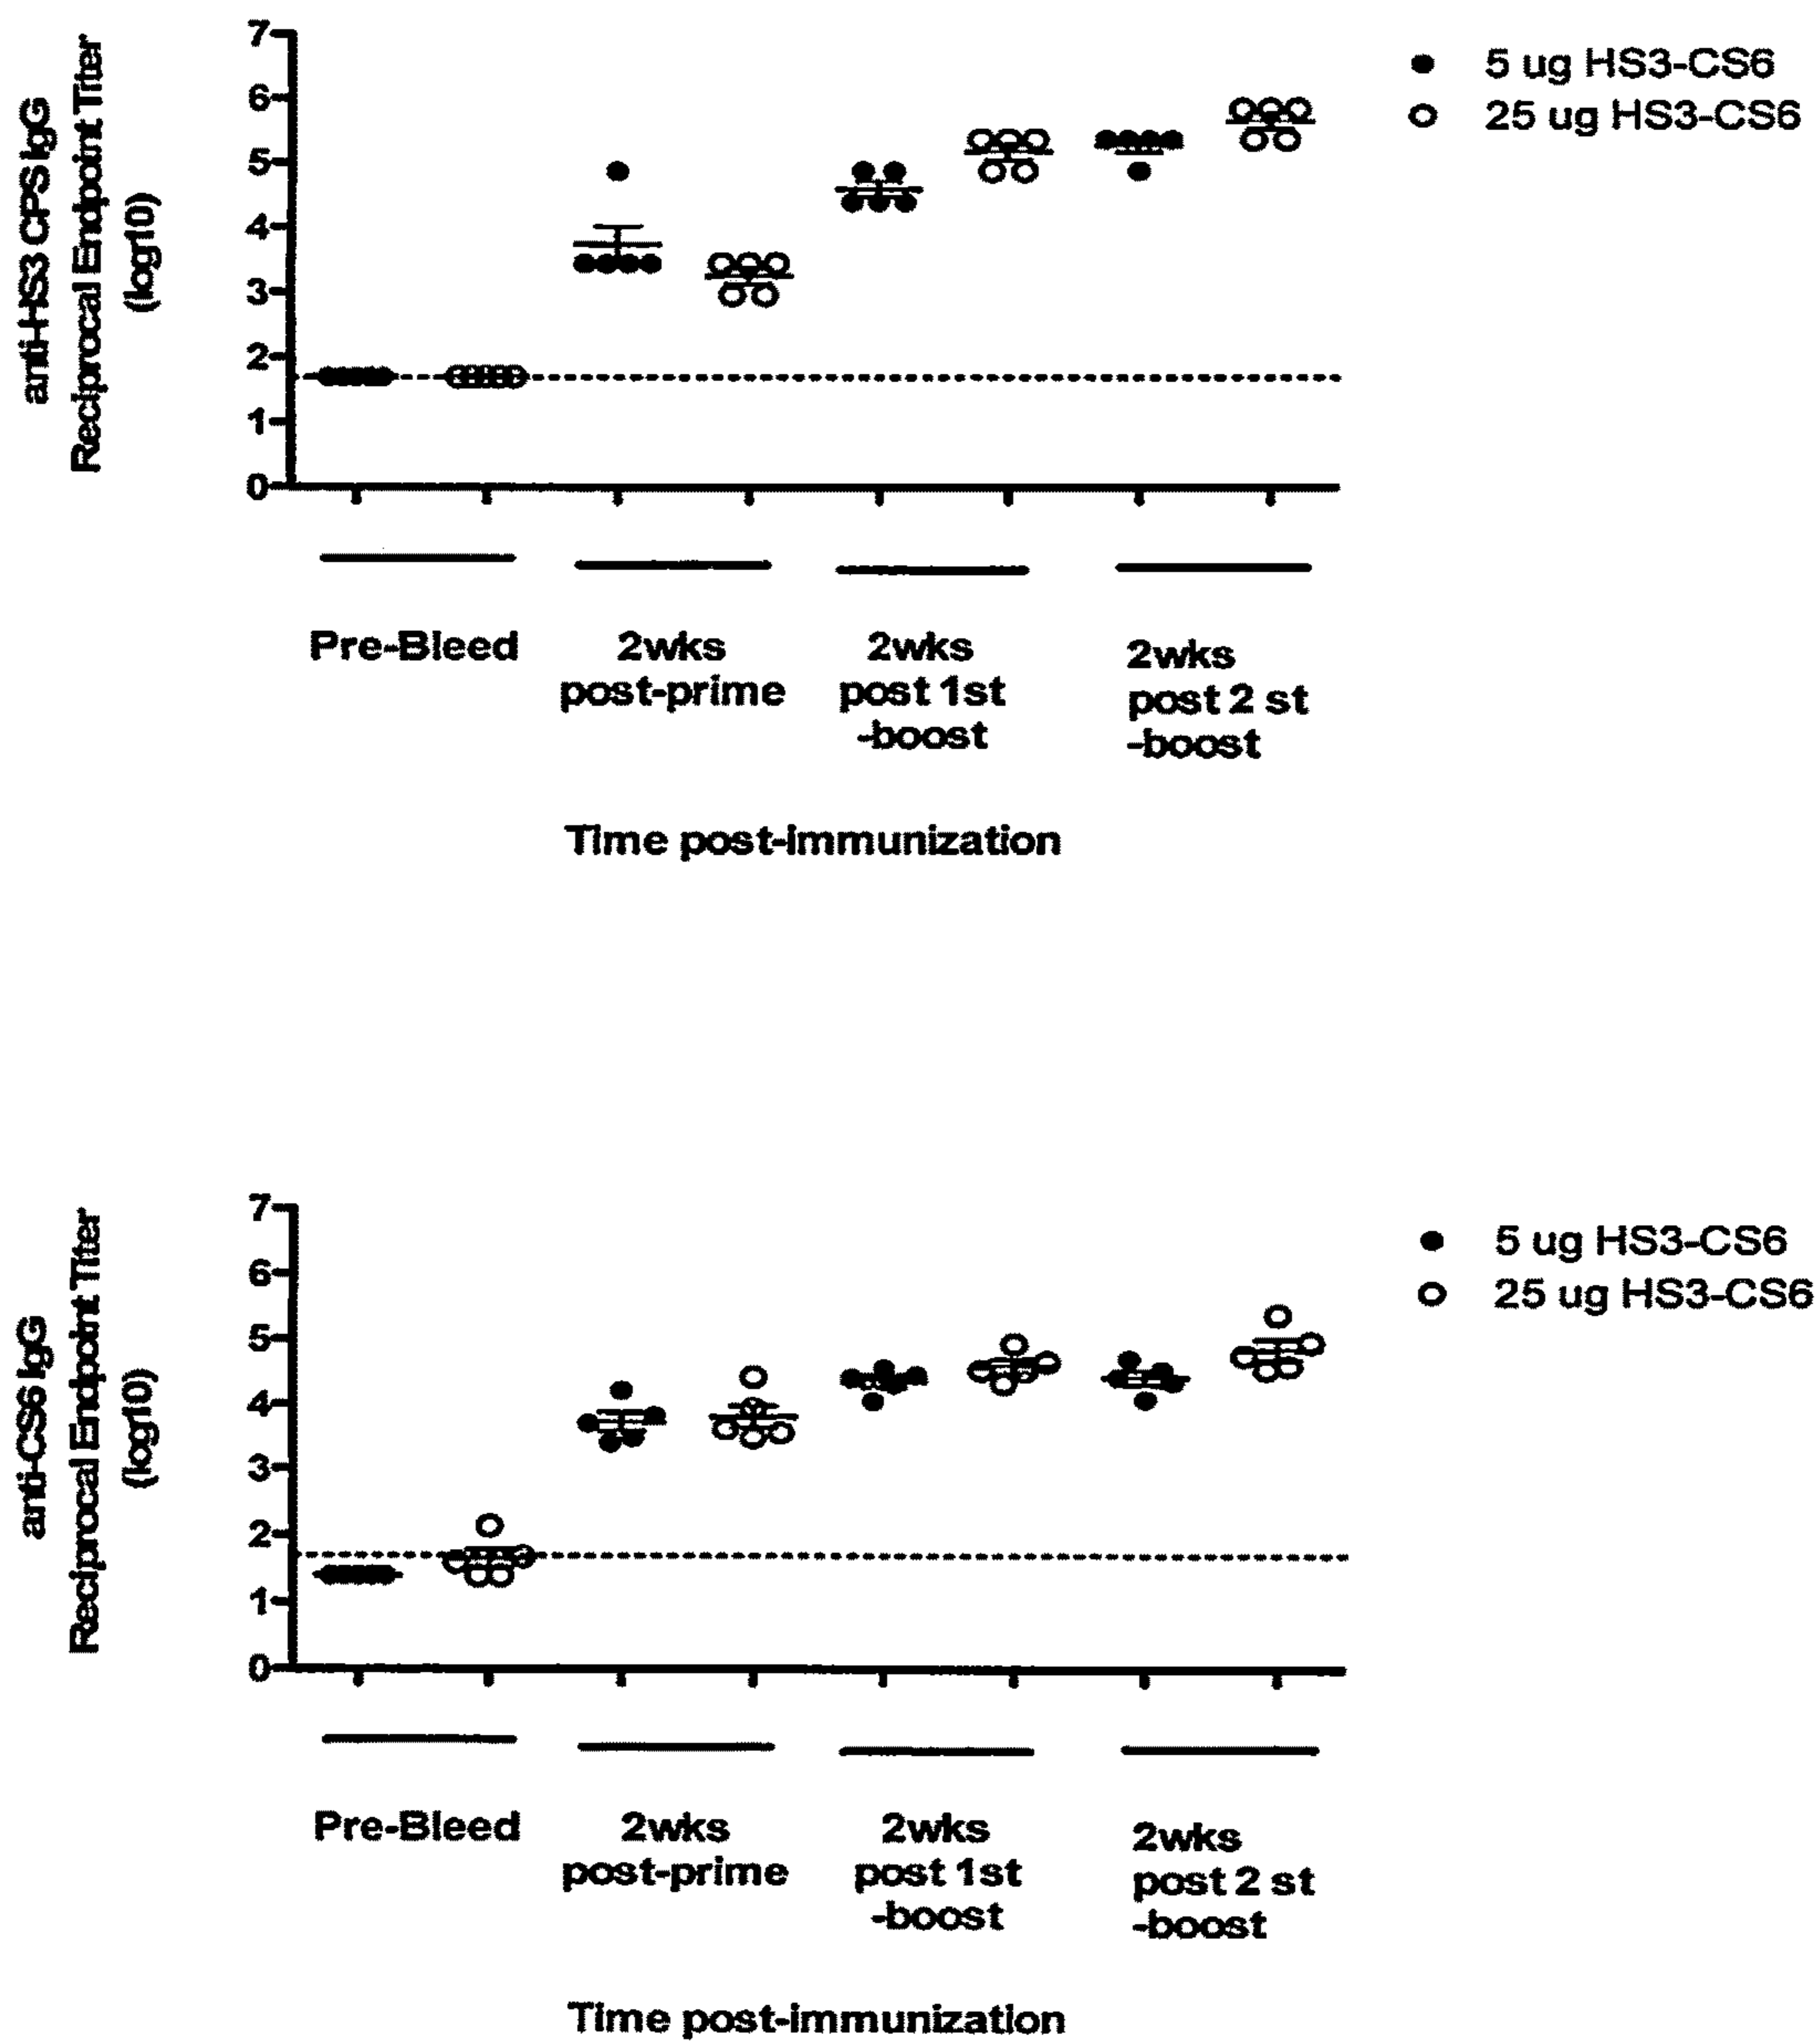 anti-HS3 CPS IgG
Reciprocal Endpoint Titer
(log10)
7
6
5
4
3
2
1
0
5 ug HS3-CS6
25 ug HS3-CS6
Pre-Bleed
2wks
post-prime
2wks
post 1st
-boost
2wks
post 2 st
-boost
Time post-immunization
anti-CS6 IgG
Reciprocal Endpoint Titer
(log10)
7
6
5
4
3
2
1
0
5 ug HS3-CS6
25 ug HS3-CS6
Pre-Bleed
2wks
post-prime
2wks
post 1st
-boost
2wks
post 2 st
-boost
Time post-immunization